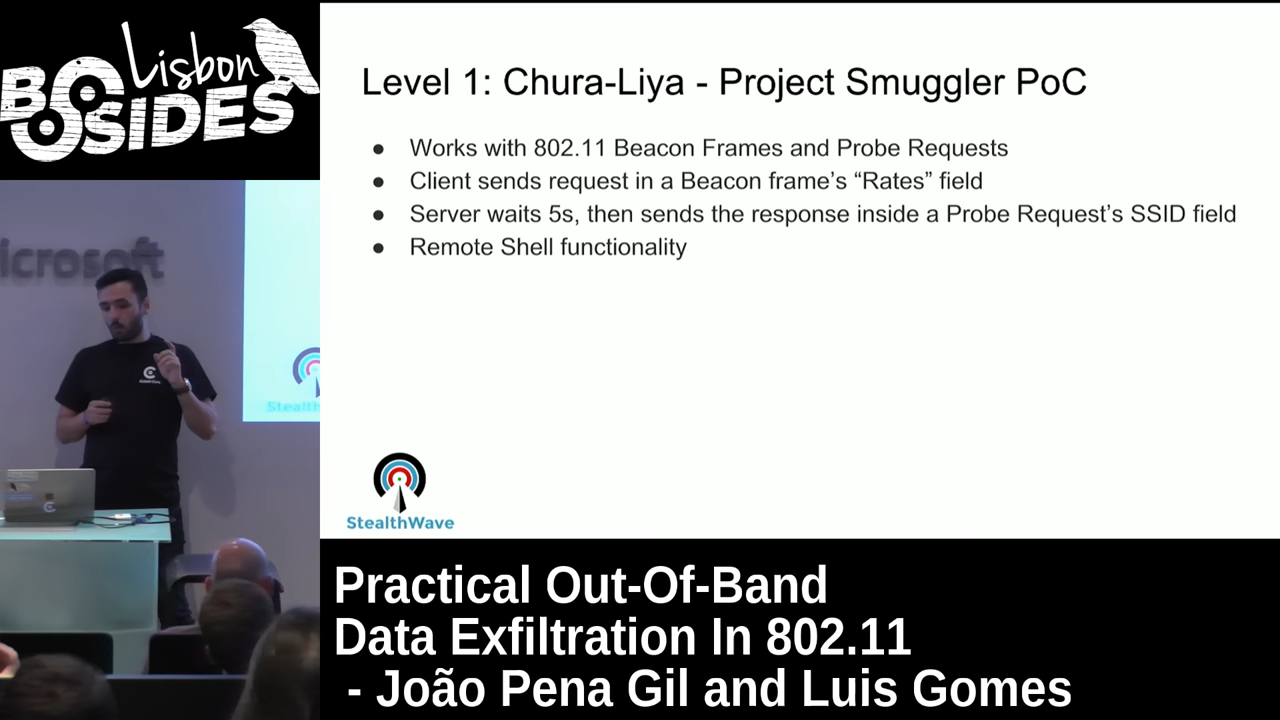 Lisbon
BSIDES
icrosoft
StealthW
Level 1: Chura-Liya - Project Smuggler PoC
● Works with 802.11 Beacon Frames and Probe Requests
● Client sends request in a Beacon frame's “Rates” field
● Server waits 5s, then sends the response inside a Probe Request's SSID field
● Remote Shell functionality
StealthWave
Practical Out-Of-Band
Data Exfiltration In 802.11
- João Pena Gil and Luis Gomes